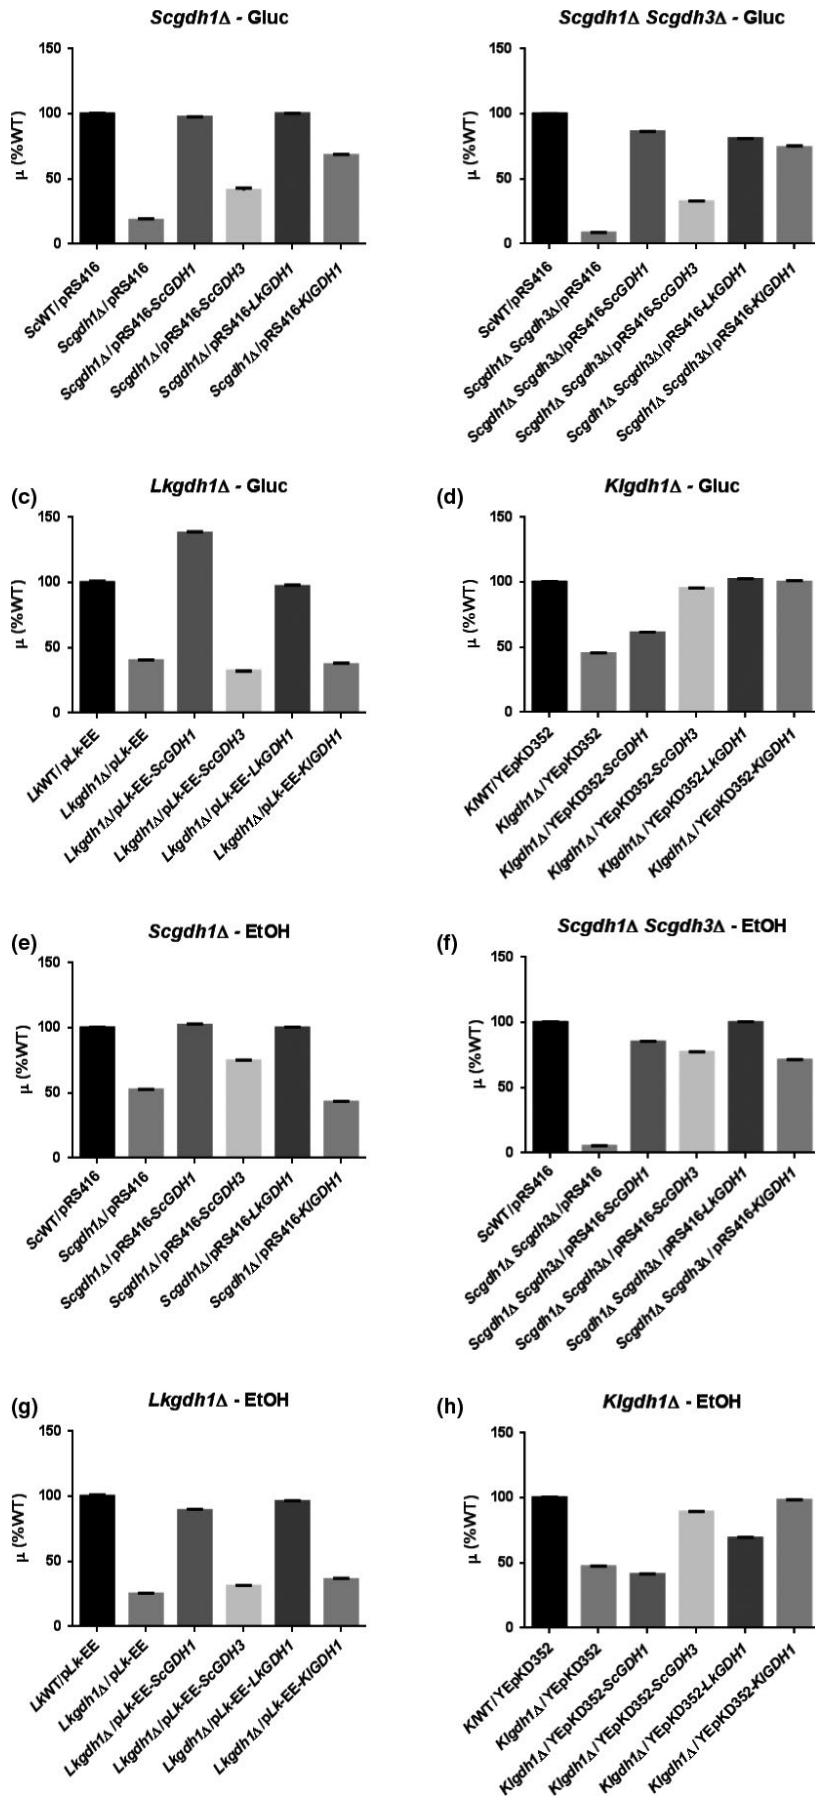 Scgdh1Δ - Gluc
150
100
50
0
μ (%WT)
ScWT/pRS416
Scgdh1Δ/pRS416
Scgdh1Δ/pRS416-ScGDH1
Scgdh1Δ/pRS416-ScGDH3
Scgdh1Δ/pRS416-LkGDH1
Scgdh1Δ/pRS416-KlGDH1
Scgdh1Δ Scgdh3Δ - Gluc
150
100
50
0
μ (%WT)
ScWT/pRS416
Scgdh1Δ Scgdh3Δ/pRS416
Scgdh1Δ Scgdh3Δ/pRS416-ScGDH1
Scgdh1Δ Scgdh3Δ/pRS416-ScGDH3
Scgdh1Δ Scgdh3Δ/pRS416-LkGDH1
Scgdh1Δ Scgdh3Δ/pRS416-KlGDH1
(c)
Lkgdh1Δ - Gluc
150
100
50
0
μ (%WT)
LkWT/pLk-EE
Lkgdh1Δ/pLk-EE
Lkgdh1Δ/pLk-EE-ScGDH1
Lkgdh1Δ/pLk-EE-ScGDH3
Lkgdh1Δ/pLk-EE-LkGDH1
Lkgdh1Δ/pLk-EE-KlGDH1
(d)
Klgdh1Δ - Gluc
150
100
50
0
μ (%WT)
KlWT/YEpKD352
Klgdh1Δ/YEpKD352
Klgdh1Δ/YEpKD352-ScGDH1
Klgdh1Δ/YEpKD352-ScGDH3
Klgdh1Δ/YEpKD352-LkGDH1
Klgdh1Δ/YEpKD352-KlGDH1
(e)
Scgdh1Δ - EtOH
150
100
50
0
μ (%WT)
ScWT/pRS416
Scgdh1Δ/pRS416
Scgdh1Δ/pRS416-ScGDH1
Scgdh1Δ/pRS416-ScGDH3
Scgdh1Δ/pRS416-LkGDH1
Scgdh1Δ/pRS416-KlGDH1
(f)
Scgdh1Δ Scgdh3Δ - EtOH
150
100
50
0
μ (%WT)
ScWT/pRS416
Scgdh1Δ Scgdh3Δ/pRS416
Scgdh1Δ Scgdh3Δ/pRS416-ScGDH1
Scgdh1Δ Scgdh3Δ/pRS416-ScGDH3
Scgdh1Δ Scgdh3Δ/pRS416-LkGDH1
Scgdh1Δ Scgdh3Δ/pRS416-KlGDH1
(g)
Lkgdh1Δ - EtOH
150
100
50
0
μ (%WT)
LkWT/pLk-EE
Lkgdh1Δ/pLk-EE
Lkgdh1Δ/pLk-EE-ScGDH1
Lkgdh1Δ/pLk-EE-ScGDH3
Lkgdh1Δ/pLk-EE-LkGDH1
Lkgdh1Δ/pLk-EE-KlGDH1
(h)
Klgdh1Δ - EtOH
150
100
50
0
μ (%WT)
KlWT/YEpKD352
Klgdh1Δ/YEpKD352
Klgdh1Δ/YEpKD352-ScGDH1
Klgdh1Δ/YEpKD352-ScGDH3
Klgdh1Δ/YEpKD352-LkGDH1
Klgdh1Δ/YEpKD352-KlGDH1